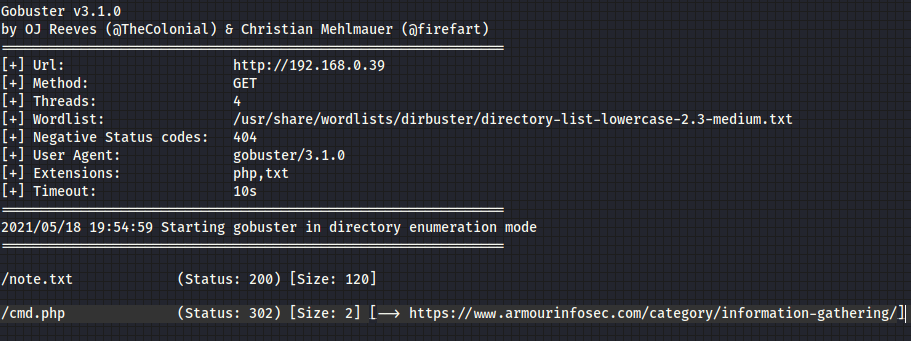 Gobuster v3.1.0
by OJ Reeves (@TheColonial) & Christian Mehlmauer (@firefart)
===============================================================
[+] Url:                     http://192.168.0.39
[+] Method:                  GET
[+] Threads:                 4
[+] Wordlist:                /usr/share/wordlists/dirbuster/directory-list-lowercase-2.3-medium.txt
[+] Negative Status codes:   404
[+] User Agent:              gobuster/3.1.0
[+] Extensions:              php,txt
[+] Timeout:                 10s
===============================================================
2021/05/18 19:54:59 Starting gobuster in directory enumeration mode
===============================================================
/note.txt             (Status: 200) [Size: 120]
/cmd.php              (Status: 302) [Size: 2] [--> https://www.armourinfosec.com/category/information-gathering/]